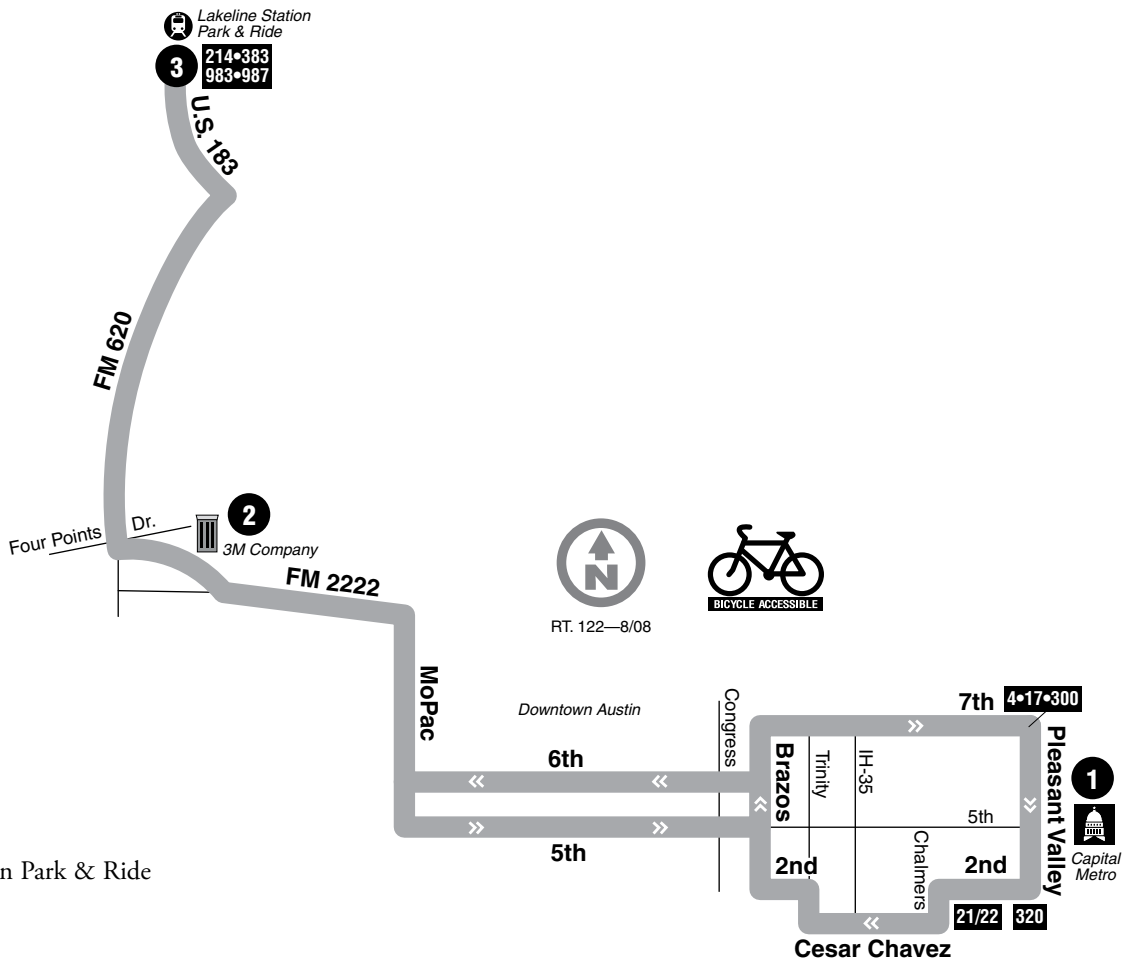 Lakeline Station
Park & Ride
3
214•383
983•987
U.S. 183
FM 620
Four Points Dr.
2
3M Company
FM 2222
N
RT. 122—8/08
BICYCLE ACCESSIBLE
MoPac
Downtown Austin
Congress
7th
4•17•300
6th
Brazos
Trinity
IH-35
Pleasant Valley
1
5th
5th
Capital
Metro
2nd
Chalmers
2nd
n Park & Ride
21/22
320
Cesar Chavez